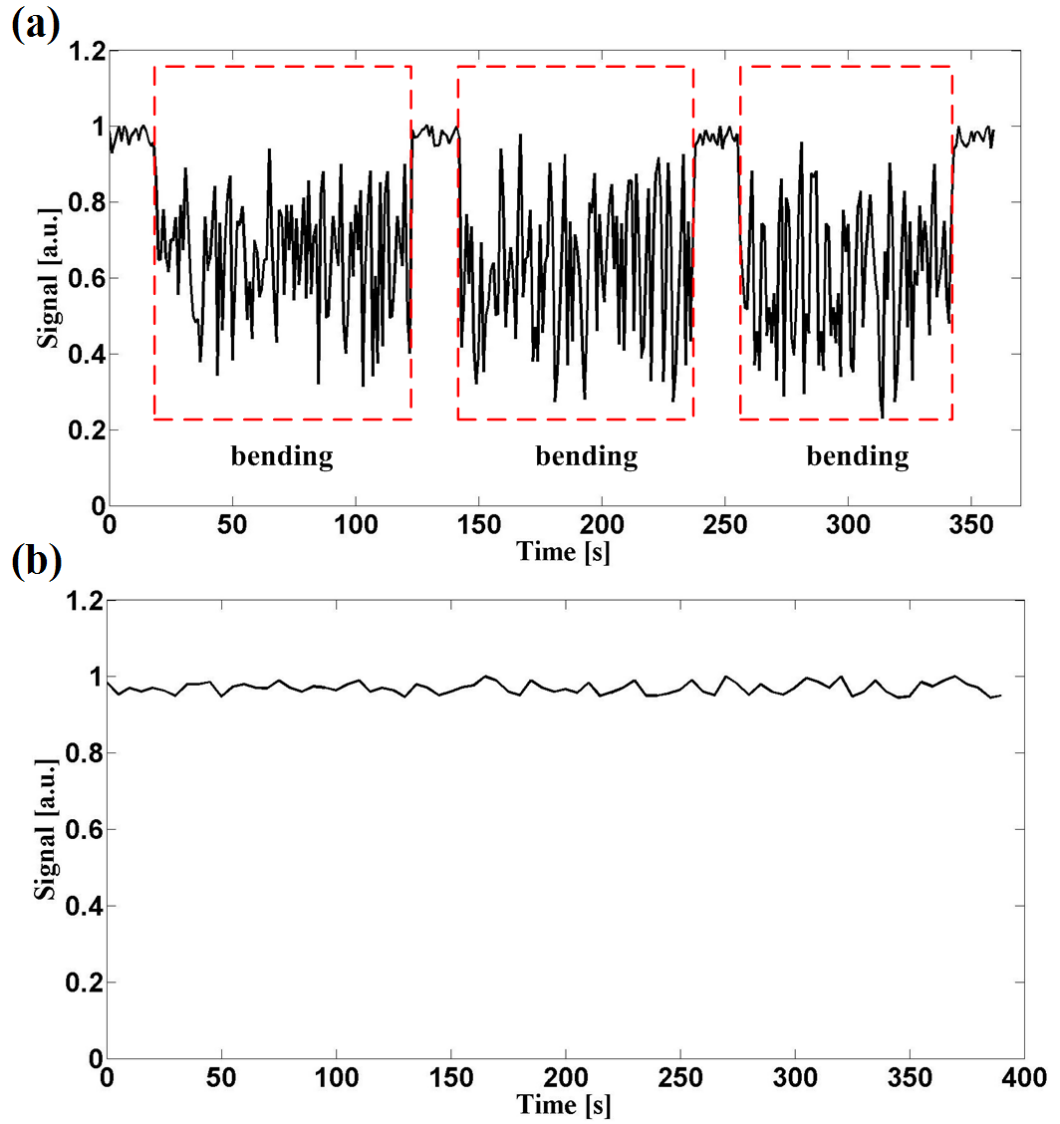 (a)
1.2
1
0.8
0.6
0.4
0.2
0
Signal [a.u.]
bending bending bending
0 50 100 150 200 250 300 350
Time [s]
(b)
1.2
1
0.8
0.6
0.4
0.2
0
Signal [a.u.]
0 50 100 150 200 250 300 350 400
Time [s]